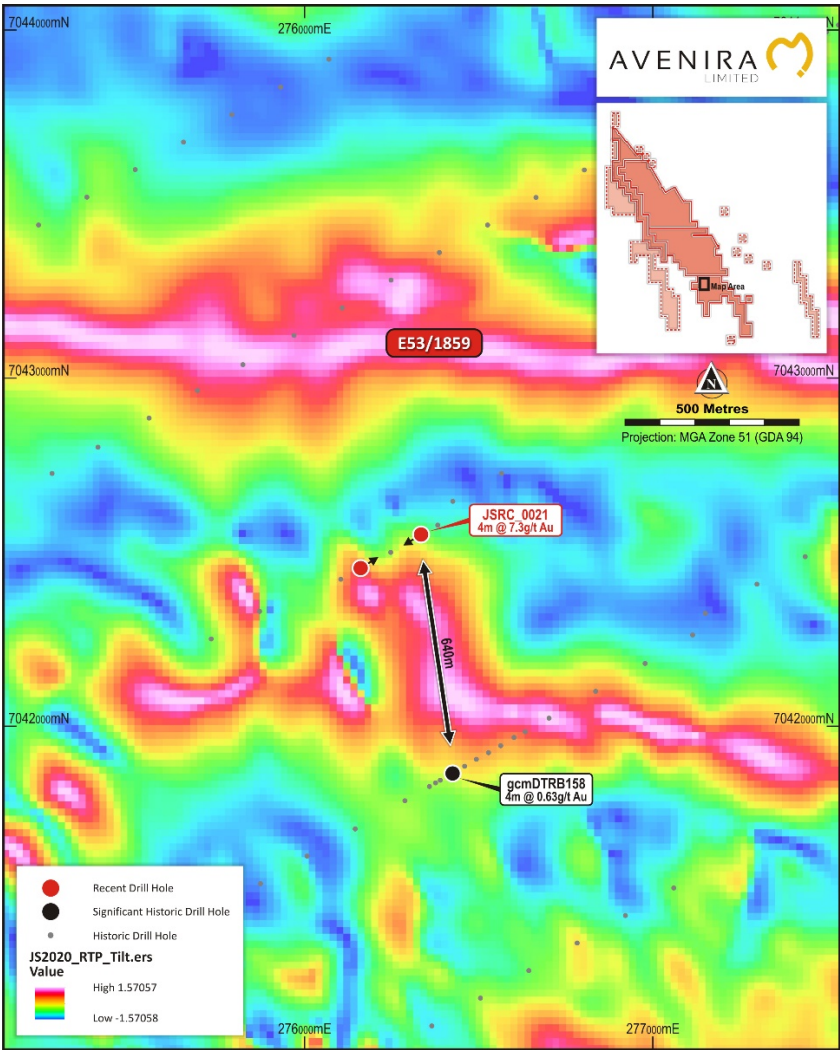 7044000mN
276000mE
AVENIRA
LIMITED
Map Area
E53/1859
7043000mN
7043000mN
N
500 Metres
Projection: MGA Zone 51 (GDA 94)
JSRC_0021
4m @ 7.3g/t Au
640m
7042000mN
7042000mN
gcmDTRB158
4m @ 0.63g/t Au
Recent Drill Hole
Significant Historic Drill Hole
Historic Drill Hole
JS2020_RTP_Tilt.ers
Value
High 1.57057
Low -1.57058
276000mE
277000mE